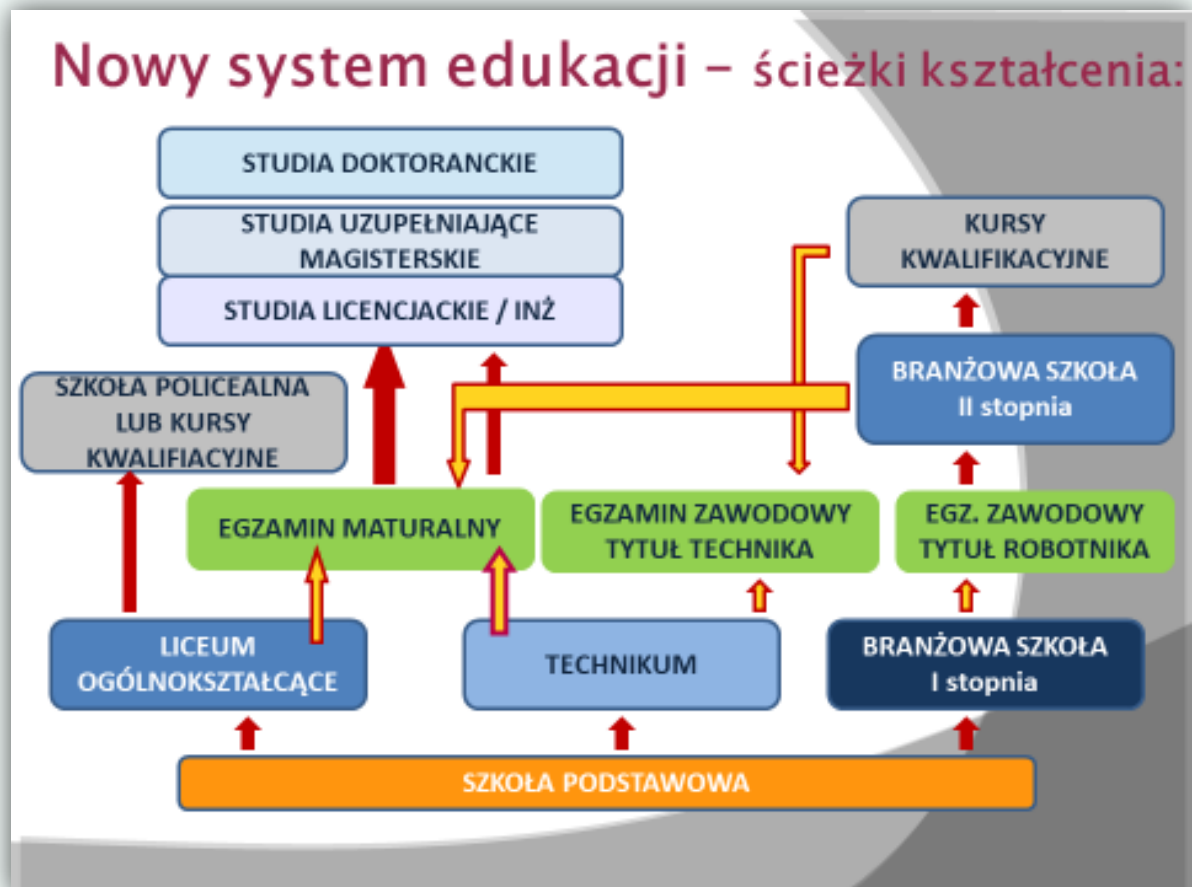 Nowy system edukacji – ścieżki kształcenia:
STUDIA DOKTORANCKIE
STUDIA UZUPEŁNIAJĄCE
MAGISTERSKIE
STUDIA LICENCJACKIE / INŻ
KURSY
KWALIFIKACYJNE
BRANŻOWA SZKOŁA
II stopnia
SZKOŁA POLICEALNA
LUB KURSY
KWALIFIACYJNE
EGZAMIN MATURALNY
EGZAMIN ZAWODOWY
TYTUŁ TECHNIKA
EGZ. ZAWODOWY
TYTUŁ ROBOTNIKA
LICEUM
OGÓLNOKSZTAŁCĄCE
TECHNIKUM
BRANŻOWA SZKOŁA
I stopnia
SZKOŁA PODSTAWOWA